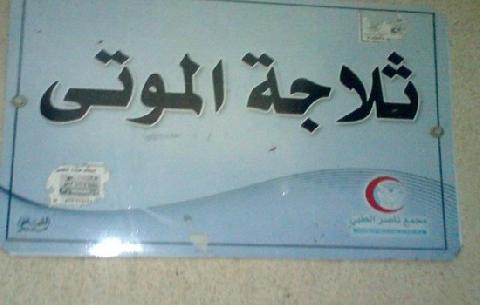 ثلاجة الموتى
مجمع ناصر الطبي